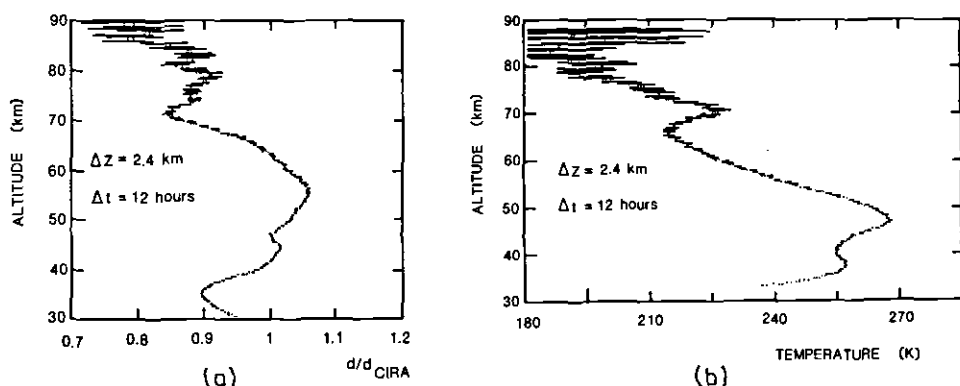 90
80
70
60
50
40
30
ALTITUDE (km)
ΔZ = 2.4 km
Δt = 12 hours
0.7 0.8 0.9 1 1.1 1.2
d/dCIRA
(a)
90
80
70
60
50
40
30
ALTITUDE (km)
ΔZ = 2.4 km
Δt = 12 hours
180 210 240 270
TEMPERATURE (K)
(b)